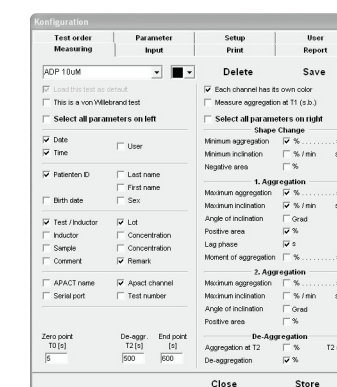 Konfiguration
Test order Parameter Setup User
Measuring Input Print Report
ADP 10uM Delete Save
Load this test as default Each channel has its own color
This is a von Willebrand test Measure aggregation at T1 (s.b.)
Select all parameters on left Select all parameters on right
Shape Change
Date User Minimum aggregation % . . . . . . . . .
Time Minimum inclination % / min s
Negative area %
Patienten ID Last name
First name
Birth date Sex
1. Aggregation
Maximum aggregation % . . . . . . . . .
Maximum inclination % / min s
Test / Inductor Lot Angle of inclination Grad
Inductor Concentration Positive area %
Sample Concentration Lag phase s
Comment Remark Moment of aggregation % . . . . . . . . .
2. Aggregation
APACT name Apact channel Maximum aggregation % . . . . . . . . .
Serial port Test number Maximum inclination % / min s
Angle of inclination Grad
Positive area %
Zero point De-aggr. End point De-Aggregation
T0 [s] T2 [s] [s] Aggregation at T2 % T2
5 500 600 De-aggregation %
Close Store